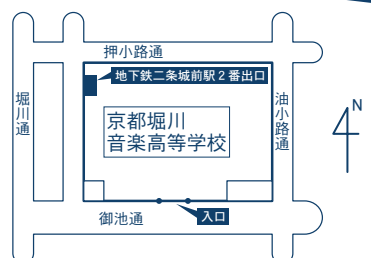 押小路通
N
地下鉄二条城前駅2番出口
堀川通
京都堀川
音楽高等学校
油小路通
御池通
入口